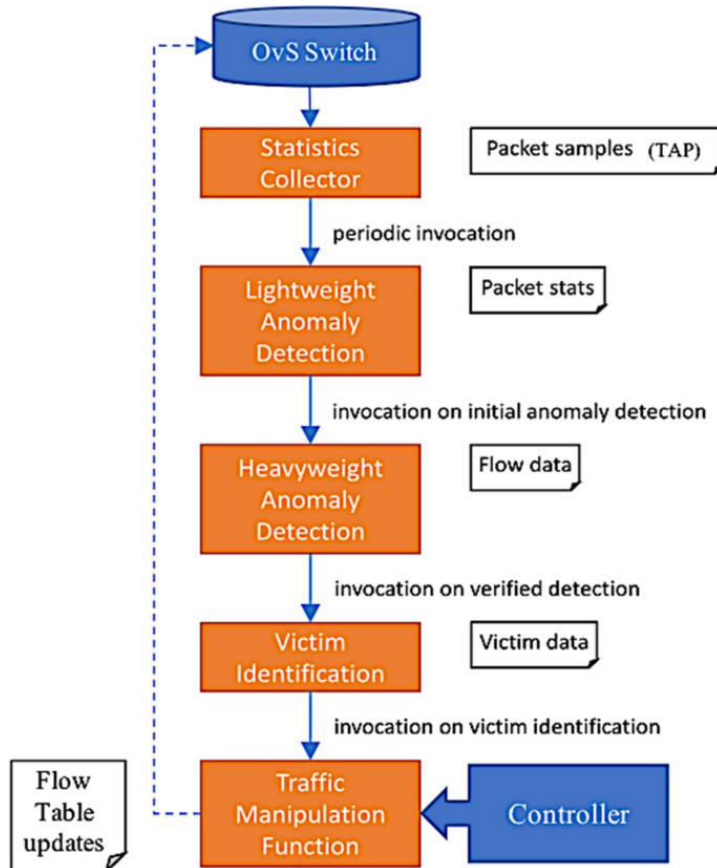 OvS Switch
Statistics
Collector
Packet samples (TAP)
periodic invocation
Lightweight
Anomaly
Detection
Packet stats
invocation on initial anomaly detection
Heavyweight
Anomaly
Detection
Flow data
invocation on verified detection
Victim
Identification
Victim data
invocation on victim identification
Flow
Table
updates
Traffic
Manipulation
Function
Controller